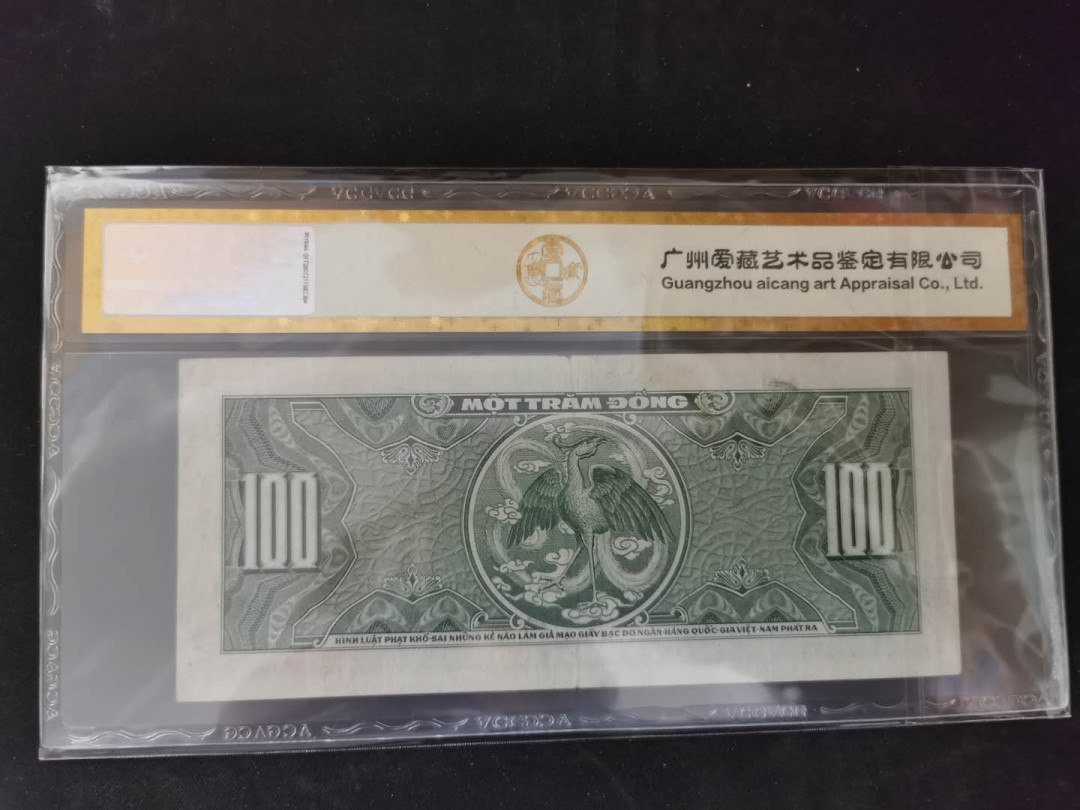 广州爱藏艺术品鉴定有限公司
Guangzhou aicang art Appraisal Co., Ltd.
MỘT TRĂM ĐỒNG
100
100
HÌNH LUẬT PHẠT KHỔ-SAI NHỮNG KẺ NÀO LÀM GIẢ MẠO GIẤY BẠC DO NGÂN-HÀNG QUỐC-GIA VIỆT-NAM PHÁT RA